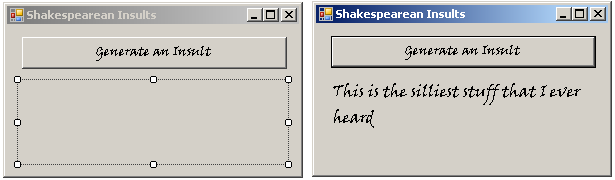 Shakespearean Insults
Generate an Insult
Shakespearean Insults
Generate an Insult
This is the silliest stuff that I ever
heard